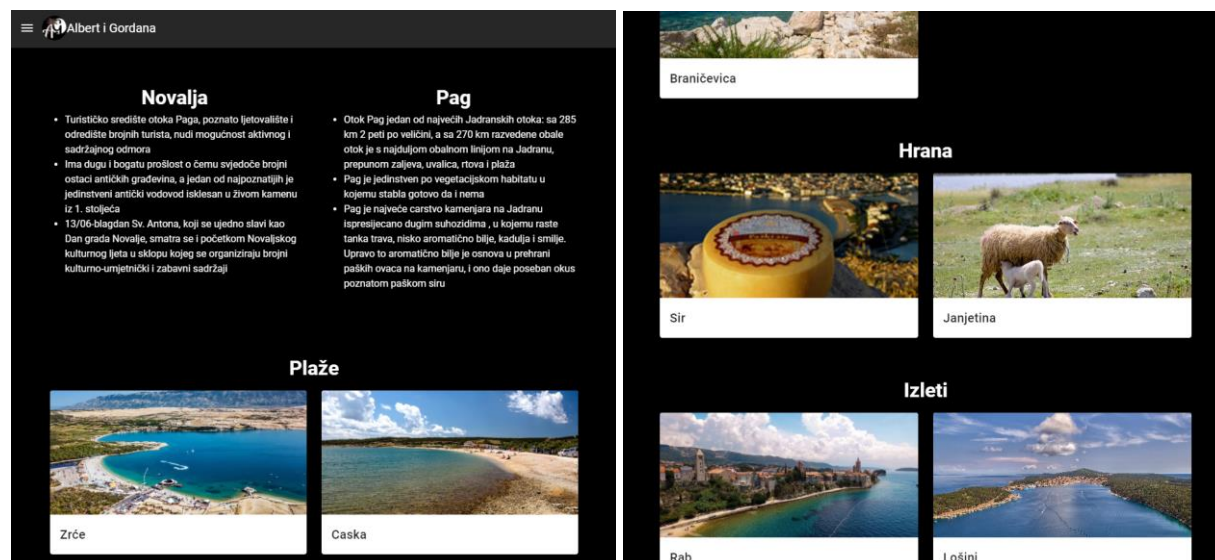 Albert i Gordana
Novalja
Turističko središte otoka Paga, poznato ljetovalište i
odredište brojnih turista, nudi mogućnost aktivnog i
sadržajnog odmora
Ima dugu i bogatu prošlost o čemu svjedoče brojni
ostaci antičkih građevina, a jedan od najpoznatijih je
jedinstveni antički vodovod isklesan u živom kamenu
iz 1. stoljeća
13/06-blagdan Sv. Antona, koji se ujedno slavi kao
Dan grada Novalje, smatra se i početkom Novaljskog
kulturnog ljeta u sklopu kojeg se organiziraju brojni
kulturno-umjetnički i zabavni sadržaji
Pag
Otok Pag jedan od najvećih Jadranskih otoka: sa 285
km 2 peti po veličini, a sa 270 km razvedene obale
otok je s najduljom obalnom linijom na Jadranu,
prepunom zaljeva, uvalica, rtova i plaža
Pag je jedinstven po vegetacijskom habitatu u
kojemu stabla gotovo da i nema
Pag je najveće carstvo kamenjara na Jadranu
ispresijecano dugim suhozidima , u kojemu raste
tanka trava, nisko aromatično bilje, kadulja i smilje.
Upravo to aromatično bilje je osnova u prehrani
paških ovaca na kamenjaru, i ono daje poseban okus
poznatom paškom siru
Plaže
Zrće
Caska
Braničevica
Hrana
Sir
Janjetina
Izleti
Rab
Lošinj